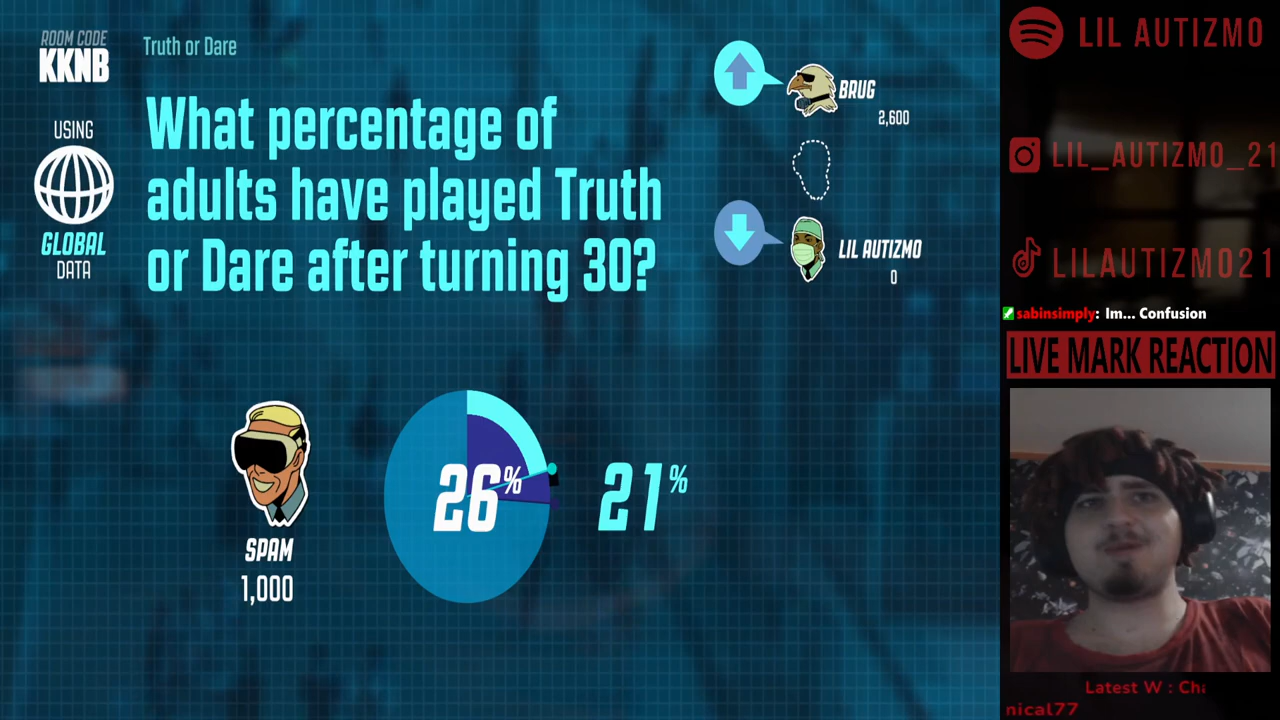 ROOM CODE
KKNB
USING
GLOBAL
DATA
Truth or Dare
What percentage of
adults have played Truth
or Dare after turning 30?
BRUG
2,600
LIL AUTIZMO
0
SPAM
1,000
26%
21%
LIL AUTIZMO
LIL_AUTIZMO_21
LILAUTIZMO21
sabinsimply: Im... Confusion
LIVE MARK REACTION
Latest W : Cha
nical77